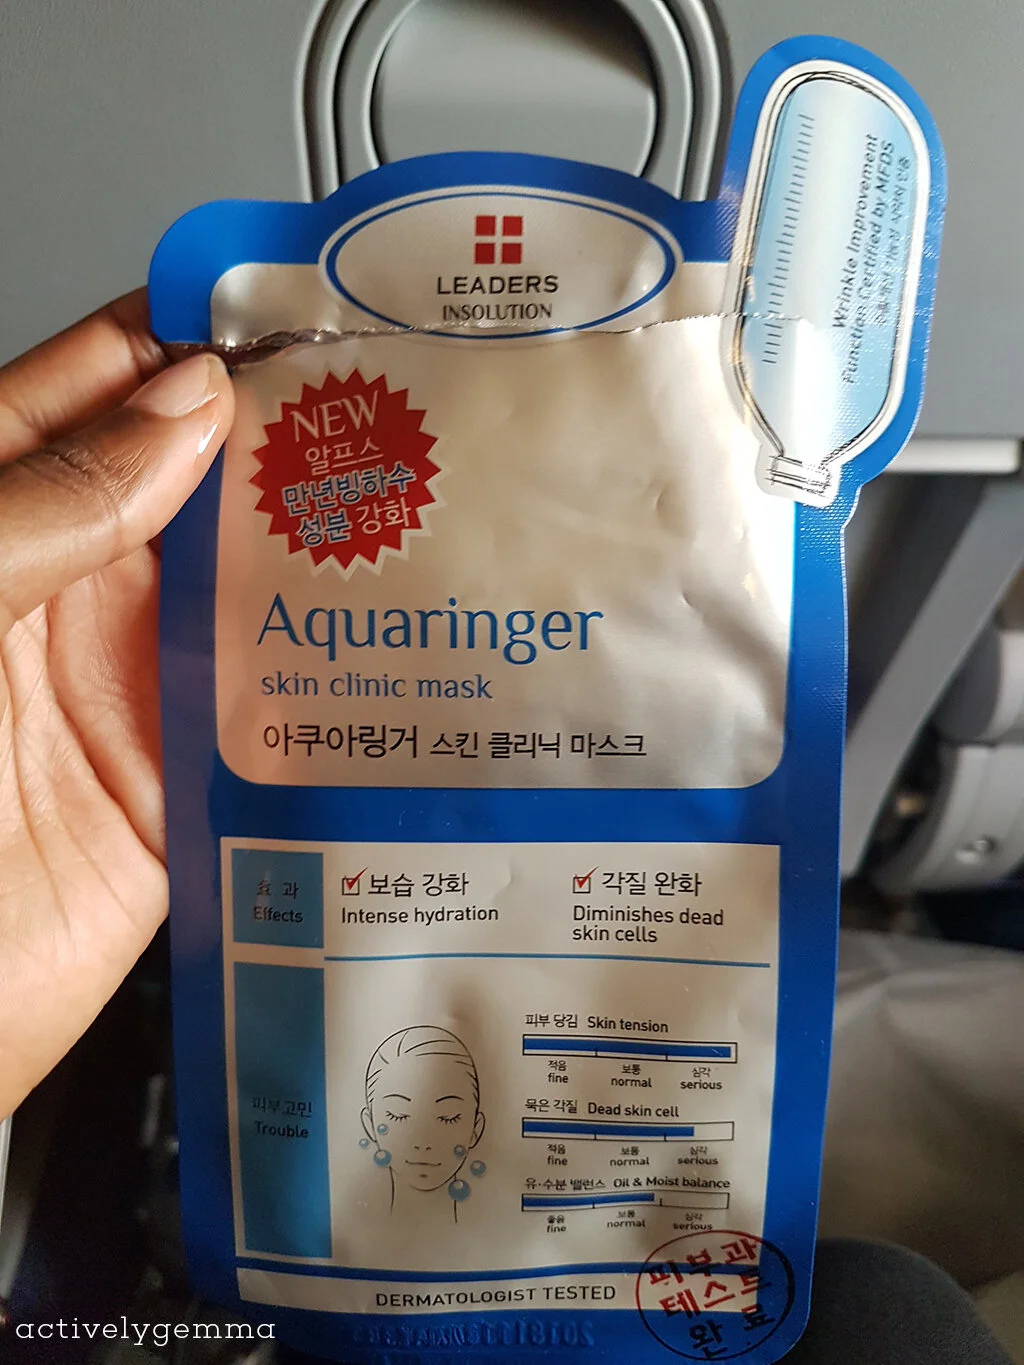 LEADERS
INSOLUTION
Wrinkle Improvement
Function Certified by MFDS
NEW
알프스
만년빙하수
성분 강화
Aquaringer
skin clinic mask
아쿠아링거 스킨 클리닉 마스크
효과
Effects
보습 강화
Intense hydration
각질 완화
Diminishes dead
skin cells
피부고민
Trouble
피부 당김 Skin tension
적음 보통 심각
fine normal serious
묵은 각질 Dead skin cell
적음 보통 심각
fine normal serious
유·수분 밸런스 Oil & Moist balance
좋음 보통 심각
fine normal serious
DERMATOLOGIST TESTED
피부과
테스트
완료
activelygemma